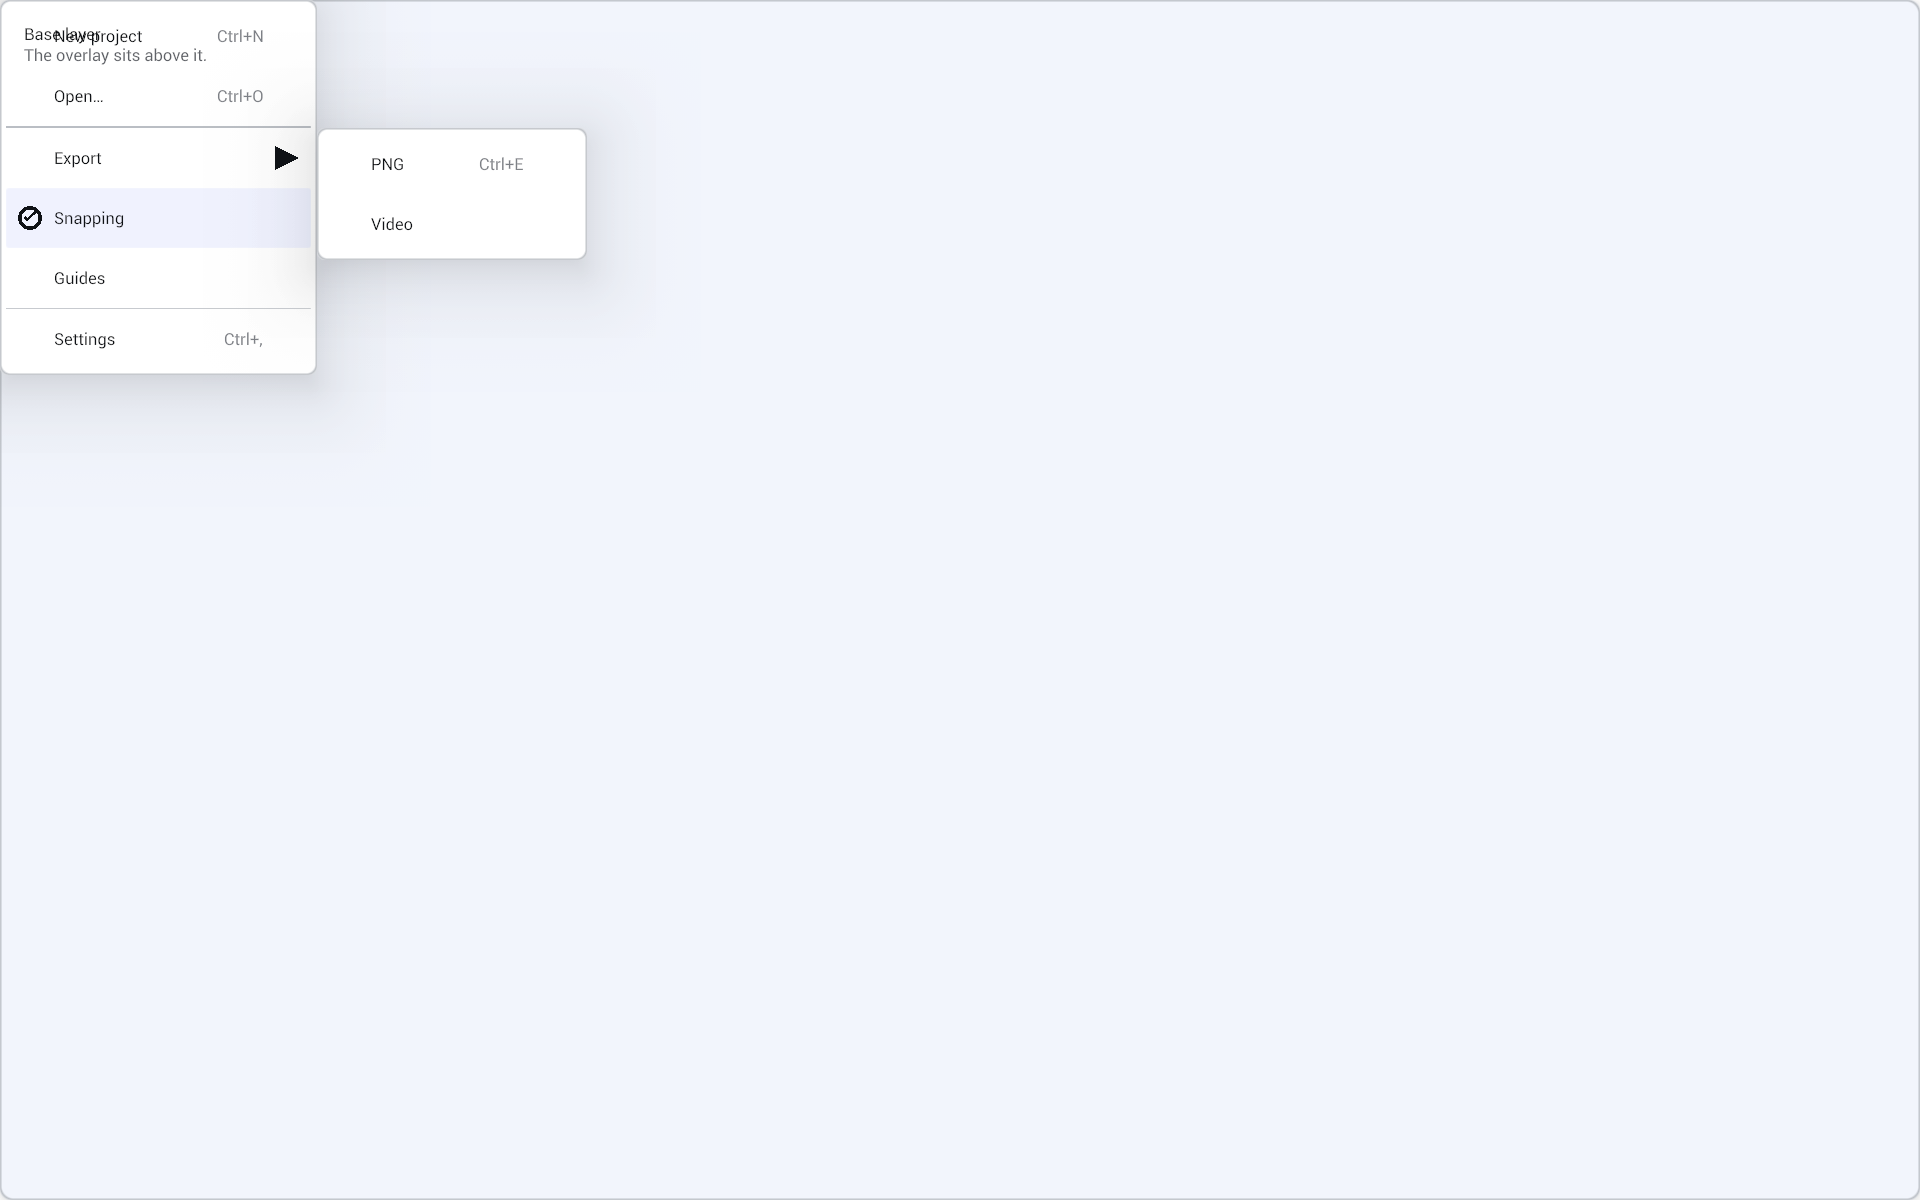 Base layer
New project Ctrl+N
The overlay sits above it.
Open... Ctrl+O
Export
PNG Ctrl+E
Snapping
Video
Guides
Settings Ctrl+,